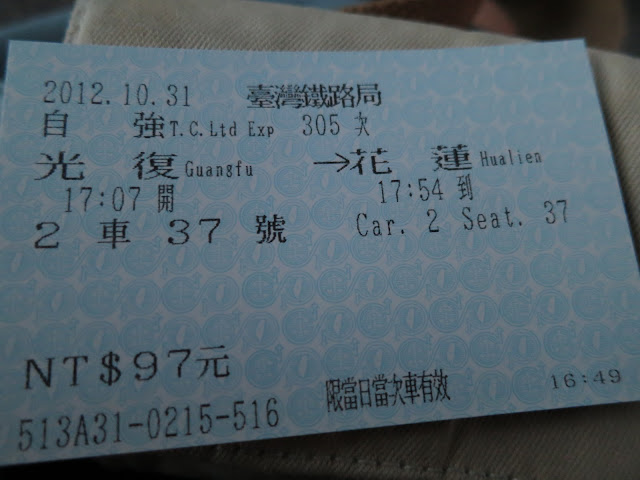 2012.10.31 臺灣鐵路局
自 強 T.C.Ltd Exp 305 次
光 復 Guangfu →花 蓮 Hualien
17:07 開 17:54 到
2 車 37 號 Car. 2 Seat. 37
NT$97元
限當日當次車有效 16:49
513A31-0215-516